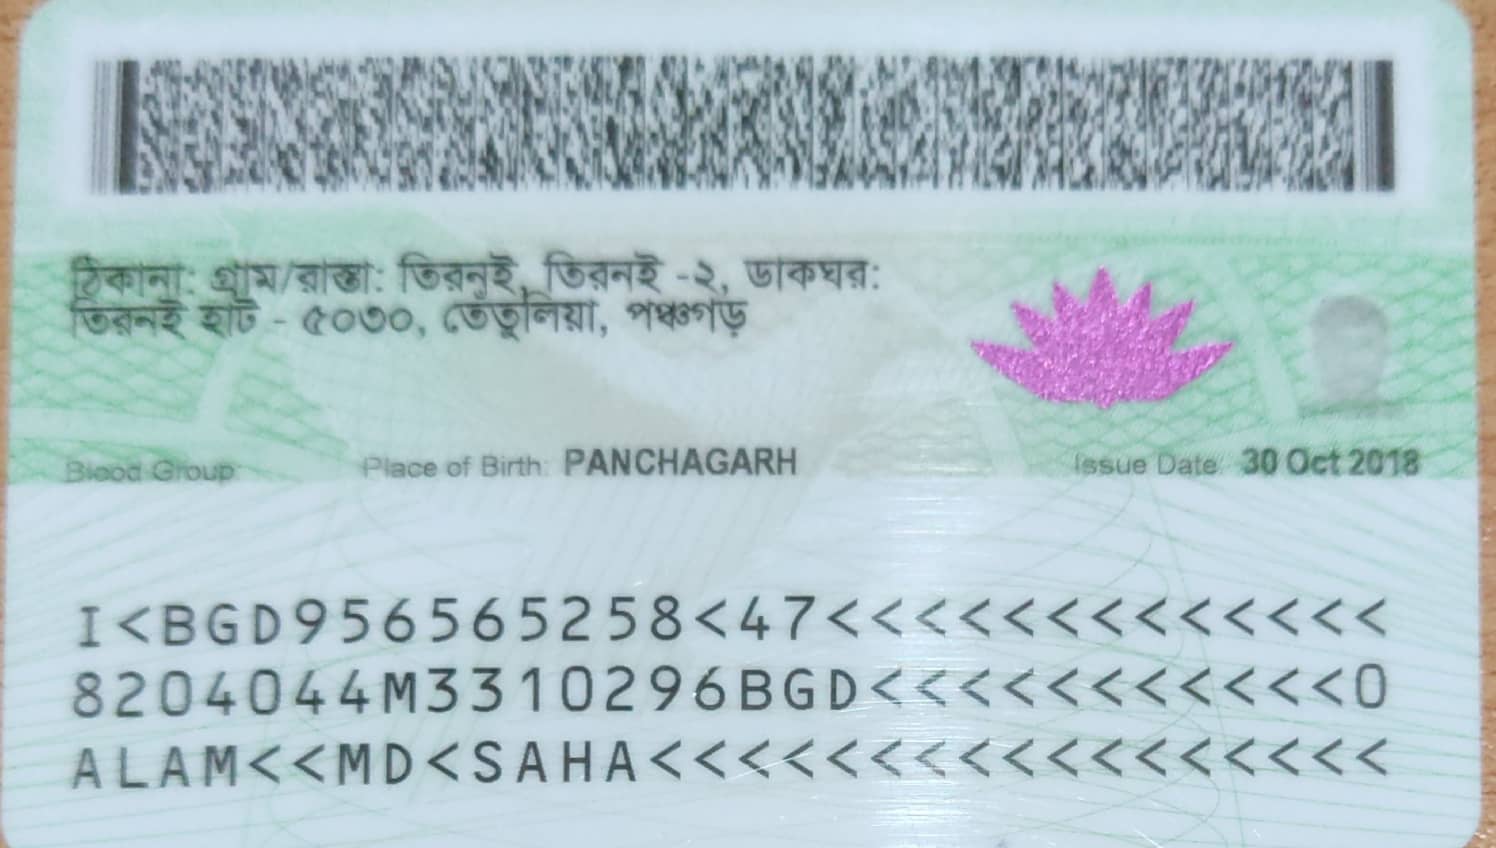 ঠিকানা: গ্রাম/রাস্তা: তিরনই, তিরনই -২, ডাকঘর:
তিরনই হাট - ৫০৩০, তেঁতুলিয়া, পঞ্চগড়
Blood Group: Place of Birth: PANCHAGARH Issue Date: 30 Oct 2018
I<BGD956565258<47<<<<<<<<<<<<<
8204044M3310296BGD<<<<<<<<<<<0
ALAM<<MD<SAHA<<<<<<<<<<<<<<<<<